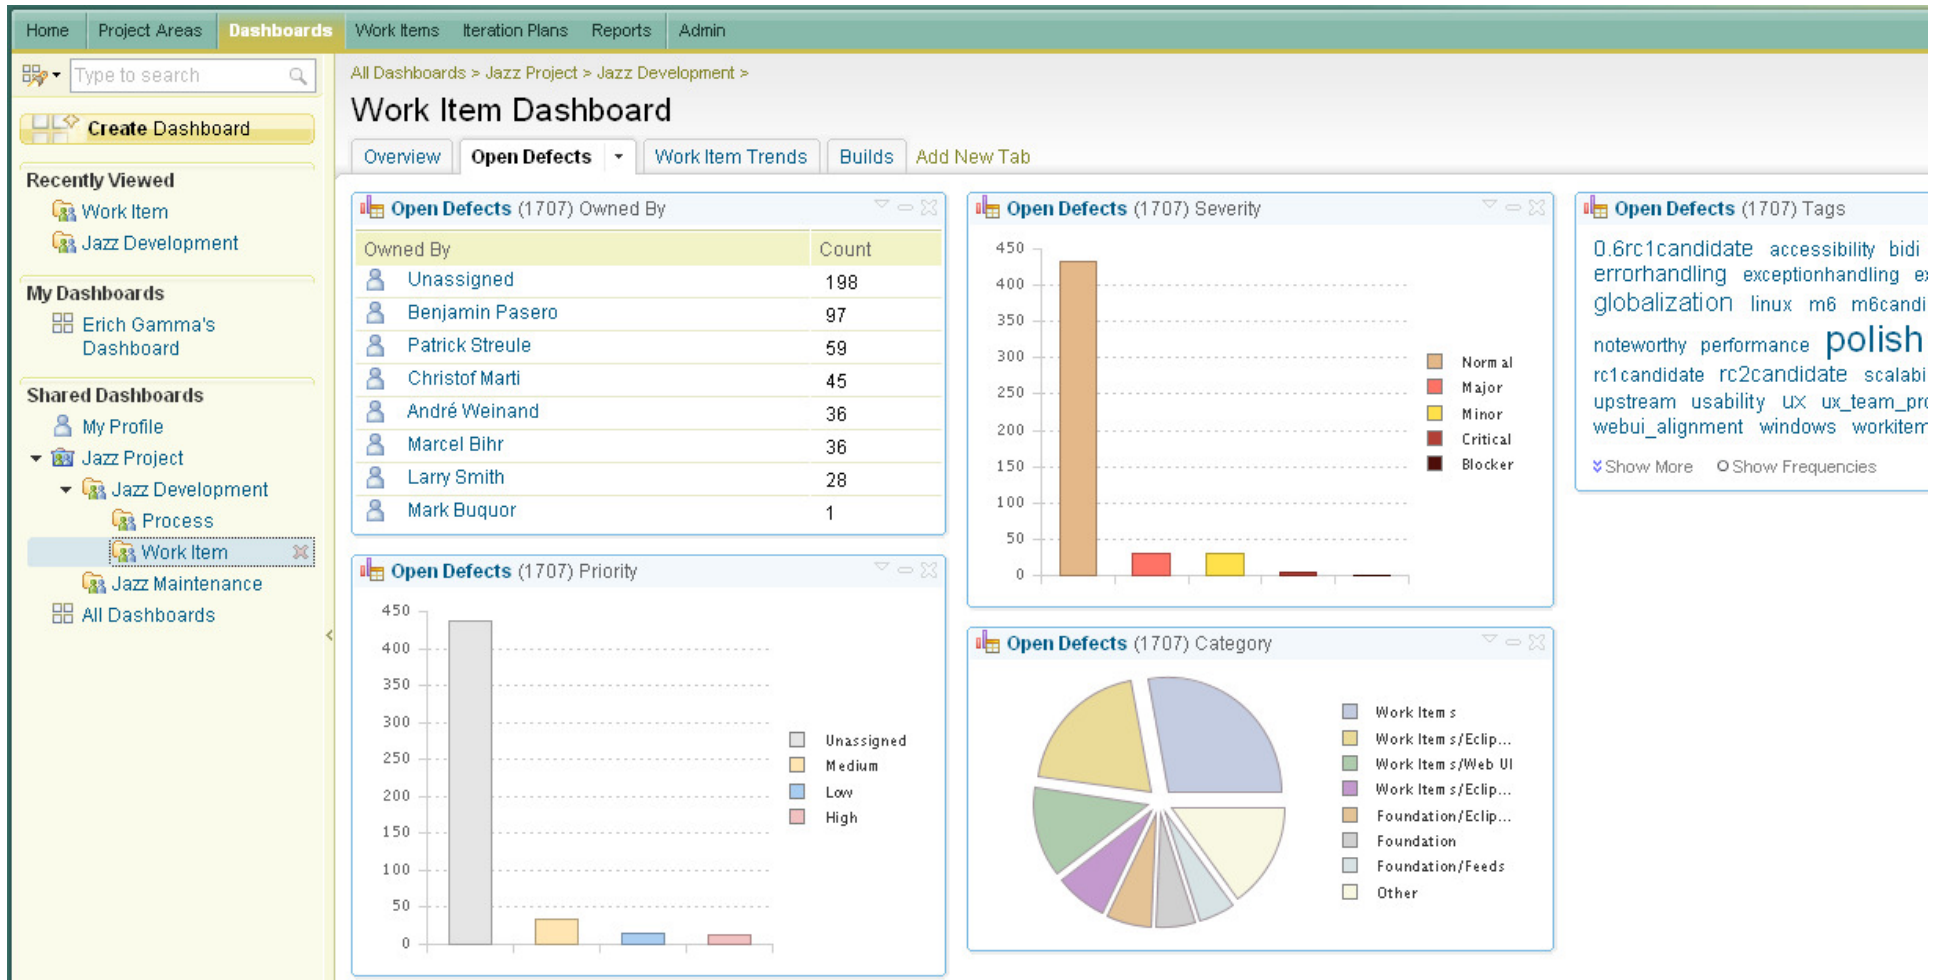 Home Project Areas Dashboards Work Items Iteration Plans Reports Admin
Type to search
Create Dashboard
Recently Viewed
Work Item
Jazz Development
My Dashboards
Erich Gamma's
Dashboard
Shared Dashboards
My Profile
Jazz Project
Jazz Development
Process
Work Item
Jazz Maintenance
All Dashboards
All Dashboards > Jazz Project > Jazz Development >
Work Item Dashboard
Overview Open Defects Work Item Trends Builds Add New Tab
Open Defects (1707) Owned By
Owned By Count
Unassigned 198
Benjamin Pasero 97
Patrick Streule 59
Christof Marti 45
André Weinand 36
Marcel Bihr 36
Larry Smith 28
Mark Buquor 1
Open Defects (1707) Priority
450
400
350
300
250
200
150
100
50
0
Unassigned
Medium
Low
High
Open Defects (1707) Severity
450
400
350
300
250
200
150
100
50
0
Normal
Major
Minor
Critical
Blocker
Open Defects (1707) Category
Work Items
Work Items/Eclip...
Work Items/Web UI
Work Items/Eclip...
Foundation/Eclip...
Foundation
Foundation/Feeds
Other
Open Defects (1707) Tags
0.6rc1candidate accessibility bidi
errorhandling exceptionhandling
globalization linux m6 m6candi
noteworthy performance polish
rc1candidate rc2candidate scalabi
upstream usability ux ux_team_pro
webui_alignment windows workitem
Show More Show Frequencies